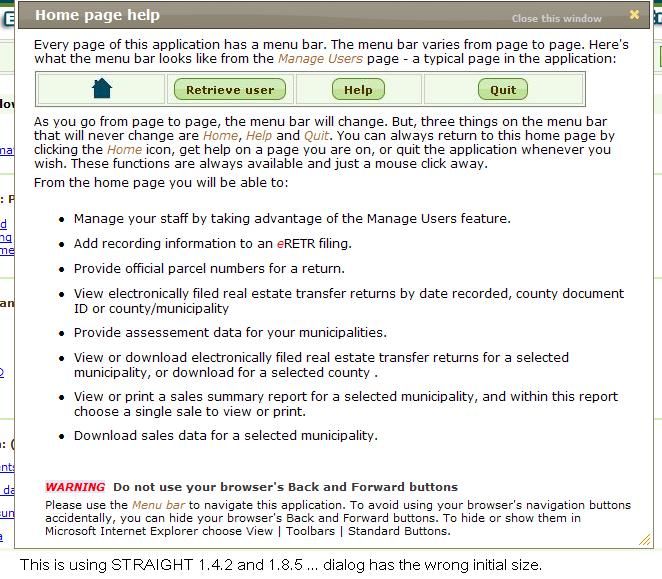 Home page help
Close this window
Every page of this application has a menu bar. The menu bar varies from page to page. Here's
what the menu bar looks like from the Manage Users page - a typical page in the application:
Retrieve user
Help
Quit
As you go from page to page, the menu bar will change. But, three things on the menu bar
that will never change are Home, Help and Quit. You can always return to this home page by
clicking the Home icon, get help on a page you are on, or quit the application whenever you
wish. These functions are always available and just a mouse click away.
From the home page you will be able to:
• Manage your staff by taking advantage of the Manage Users feature.
• Add recording information to an eRETR filing.
• Provide official parcel numbers for a return.
• View electronically filed real estate transfer returns by date recorded, county document
ID or county/municipality
• Provide assessement data for your municipalities.
• View or download electronically filed real estate transfer returns for a selected
municipality, or download for a selected county .
• View or print a sales summary report for a selected municipality, and within this report
choose a single sale to view or print.
• Download sales data for a selected municipality.
WARNING Do not use your browser's Back and Forward buttons
Please use the Menu bar to navigate this application. To avoid using your browser's navigation buttons
accidentally, you can hide your browser's Back and Forward buttons. To hide or show them in
Microsoft Internet Explorer choose View | Toolbars | Standard Buttons.
This is using STRAIGHT 1.4.2 and 1.8.5 ... dialog has the wrong initial size.